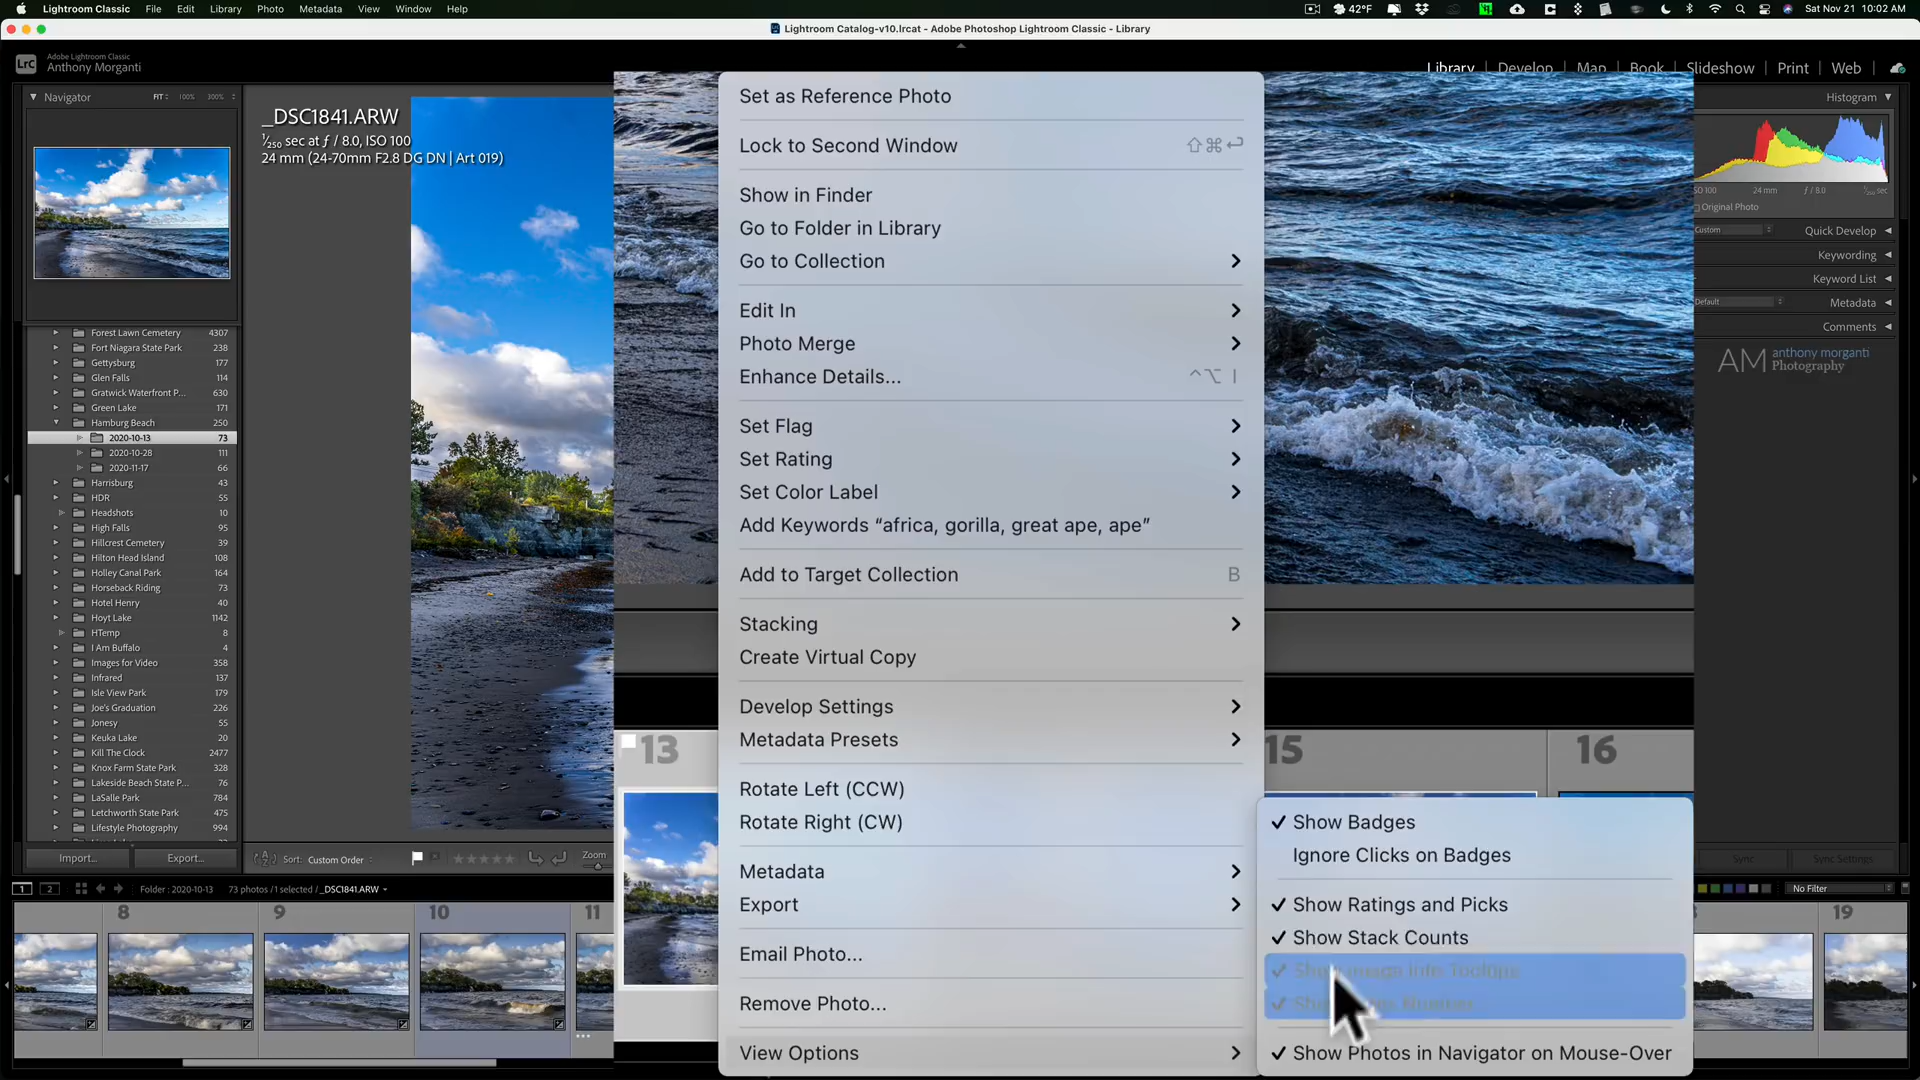 Lightroom Classic File Edit Library Photo Metadata View Window Help
42°F Sat Nov 21 10:02 AM
Lightroom Catalog-v10.lrcat - Adobe Photoshop Lightroom Classic - Library
LrC Adobe Lightroom Classic
Anthony Morganti
Library | Develop | Map | Book | Slideshow | Print | Web
Navigator FIT 100% 300%
_DSC1841.ARW
1/250 sec at ƒ / 8.0, ISO 100
24 mm (24-70mm F2.8 DG DN | Art 019)
Forest Lawn Cemetery 4307
Fort Niagara State Park 238
Gettysburg 177
Glen Falls 114
Gratwick Waterfront P... 630
Green Lake 171
Hamburg Beach 250
2020-10-13 73
2020-10-28 111
2020-11-17 66
Harrisburg 43
HDR 55
Headshots 10
High Falls 95
Hillcrest Cemetery 39
Hilton Head Island 108
Holley Canal Park 164
Horseback Riding 73
Hotel Henry 40
Hoyt Lake 1142
HTemp 8
I Am Buffalo 4
Images for Video 358
Infrared 137
Isle View Park 179
Joe's Graduation 226
Jonesy 55
Keuka Lake 20
Kill The Clock 2477
Knox Farm State Park 328
Lakeside Beach State P... 76
LaSalle Park 784
Letchworth State Park 475
Lifestyle Photography 994
Import... Export...
Sort: Custom Order Zoom
1 2 Folder : 2020-10-13 73 photos / 1 selected / _DSC1841.ARW
8 9 10 11
13 15 16
19
Set as Reference Photo
Lock to Second Window ⇧⌘↩
Show in Finder
Go to Folder in Library
Go to Collection
Edit In
Photo Merge
Enhance Details... ^⌥ I
Set Flag
Set Rating
Set Color Label
Add Keywords “africa, gorilla, great ape, ape”
Add to Target Collection B
Stacking
Create Virtual Copy
Develop Settings
Metadata Presets
Rotate Left (CCW)
Rotate Right (CW)
Metadata
Export
Email Photo...
Remove Photo...
View Options
Show Badges
Ignore Clicks on Badges
Show Ratings and Picks
Show Stack Counts
Show Photos in Navigator on Mouse-Over
Histogram
ISO 100 24 mm ƒ / 8.0 sec
Original Photo
Custom Quick Develop
Keywording
Keyword List
Default Metadata
Comments
AM anthony morganti
Photography
Sync Sync Settings
No Filter